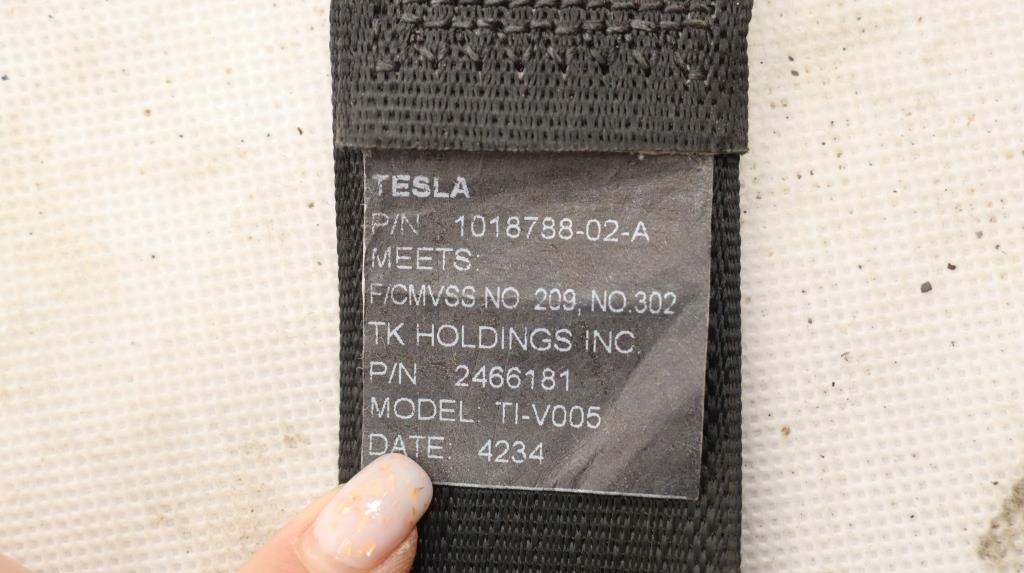 TESLA
P/N 1018788-02-A
MEETS:
F/CMVSS NO 209, NO.302
TK HOLDINGS INC.
P/N 2466181
MODEL: TI-V005
DATE: 4234